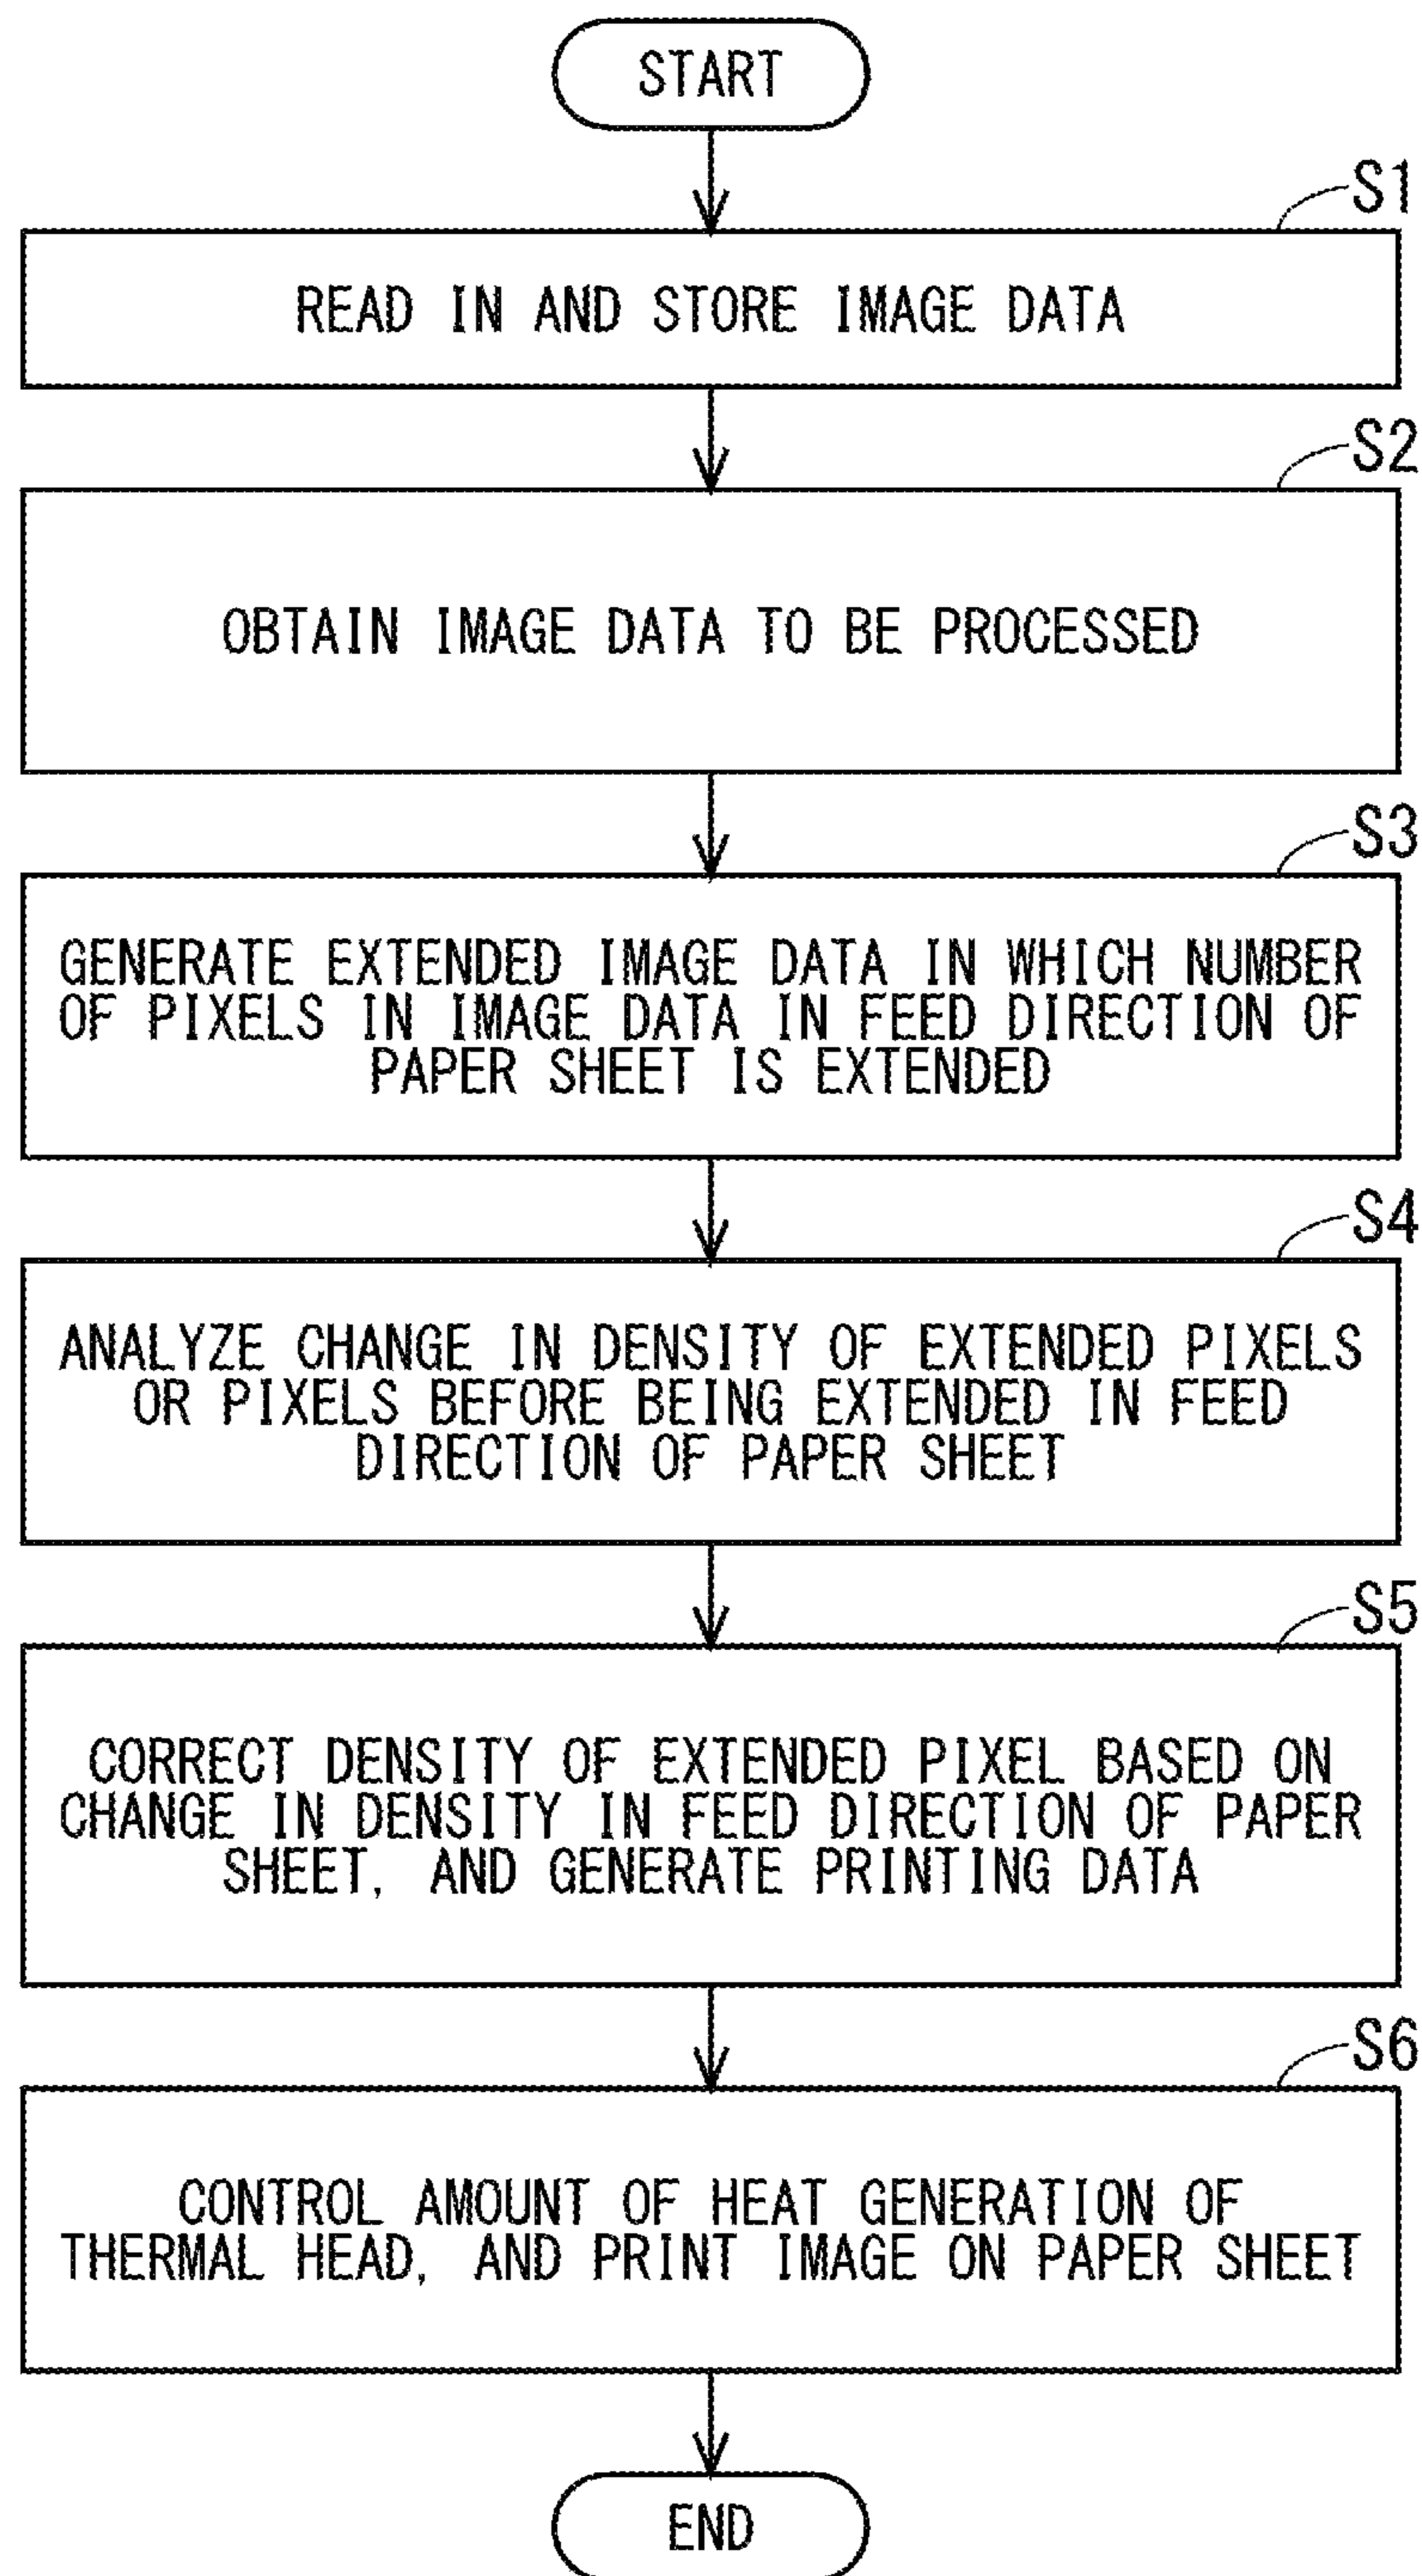 START
S1
READ IN AND STORE IMAGE DATA
S2
OBTAIN IMAGE DATA TO BE PROCESSED
S3
GENERATE EXTENDED IMAGE DATA IN WHICH NUMBER
OF PIXELS IN IMAGE DATA IN FEED DIRECTION OF
PAPER SHEET IS EXTENDED
S4
ANALYZE CHANGE IN DENSITY OF EXTENDED PIXELS
OR PIXELS BEFORE BEING EXTENDED IN FEED
DIRECTION OF PAPER SHEET
S5
CORRECT DENSITY OF EXTENDED PIXEL BASED ON
CHANGE IN DENSITY IN FEED DIRECTION OF PAPER
SHEET, AND GENERATE PRINTING DATA
S6
CONTROL AMOUNT OF HEAT GENERATION OF
THERMAL HEAD, AND PRINT IMAGE ON PAPER SHEET
END